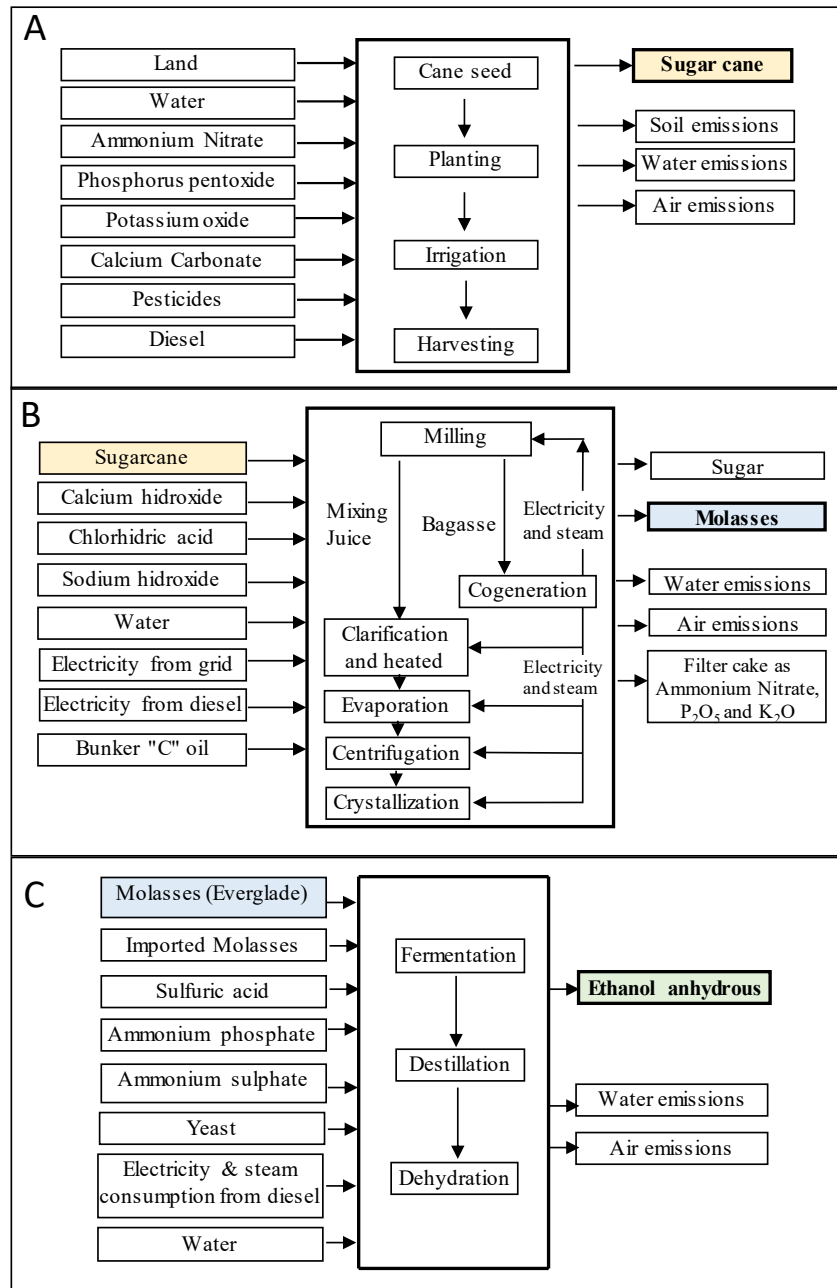 A
Land
Water
Ammonium Nitrate
Phosphorus pentoxide
Potassium oxide
Calcium Carbonate
Pesticides
Diesel
Cane seed
Planting
Irrigation
Harvesting
Sugar cane
Soil emissions
Water emissions
Air emissions
B
Sugarcane
Calcium hidroxide
Chlorhidric acid
Sodium hidroxide
Water
Electricity from grid
Electricity from diesel
Bunker "C" oil
Milling
Mixing
Juice
Bagasse
Electricity
and steam
Cogeneration
Clarification
and heated
Electricity
and steam
Evaporation
Centrifugation
Crystallization
Sugar
Molasses
Water emissions
Air emissions
Filter cake as
Ammonium Nitrate,
P₂O₅ and K₂O
C
Molasses (Everglade)
Imported Molasses
Sulfuric acid
Ammonium phosphate
Ammonium sulphate
Yeast
Electricity & steam
consumption from diesel
Water
Fermentation
Destillation
Dehydration
Ethanol anhydrous
Water emissions
Air emissions